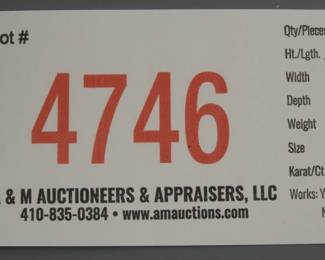 ot #
4746
& M AUCTIONEERS & APPRAISERS, LLC
410-835-0384 • www.amauctions.com
Qty/Pieces
Ht./Lgth.
Width
Depth
Weight
Size
Karat/Ct
Works: Y
N